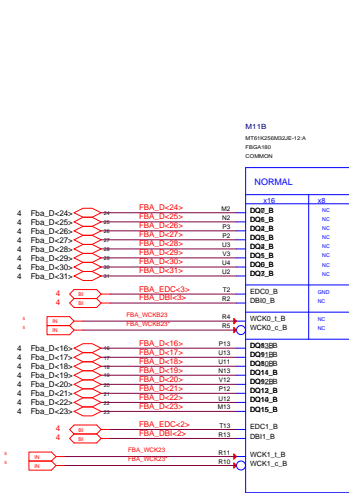 M11B
MT61K256M32JE-12:A
FBGA180
COMMON
NORMAL
x16 x8
4 Fba_D<24> 24 FBA_D<24> M2 NC
4 Fba_D<25> 25 FBA_D<25> N2 DQ6_B NC
4 Fba_D<26> 26 FBA_D<26> P3 NC
4 Fba_D<27> 27 FBA_D<27> P2 NC
4 Fba_D<28> 28 FBA_D<28> U3 NC
4 Fba_D<29> 29 FBA_D<29> V3 DQ5_B NC
4 Fba_D<30> 30 FBA_D<30> U4 NC
4 Fba_D<31> 31 FBA_D<31> U2 NC
4 BI FBA_EDC<3> T2 EDC0_B GND
4 BI FBA_DBI<3> R2 DBI0_B NC
IN FBA_WCKB23 R4 WCK0_t_B NC
IN FBA_WCKB23* R5 WCK0_c_B NC
4 Fba_D<16> 16 FBA_D<16> P13
4 Fba_D<17> 17 FBA_D<17> U13
4 Fba_D<18> 18 FBA_D<18> U11
4 Fba_D<19> 19 FBA_D<19> N13 DQ14_B
4 Fba_D<20> 20 FBA_D<20> V12
4 Fba_D<21> 21 FBA_D<21> P12 DQ12_B
4 Fba_D<22> 22 FBA_D<22> U12
4 Fba_D<23> 23 FBA_D<23> M13 DQ15_B
4 BI FBA_EDC<2> T13 EDC1_B
4 BI FBA_DBI<2> R13 DBI1_B
IN FBA_WCK23 R11 WCK1_t_B
IN FBA_WCK23* R10 WCK1_c_B